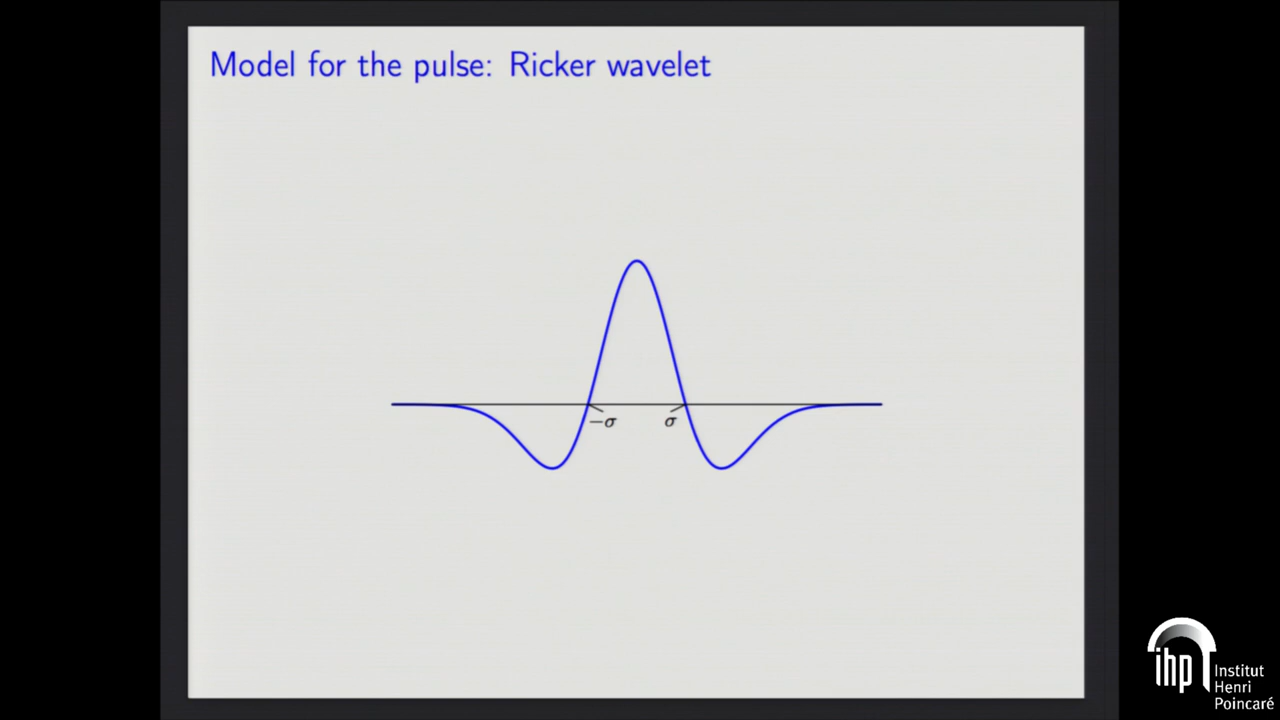 Model for the pulse: Ricker wavelet
−σ
σ
ihp
Institut
Henri
Poincaré